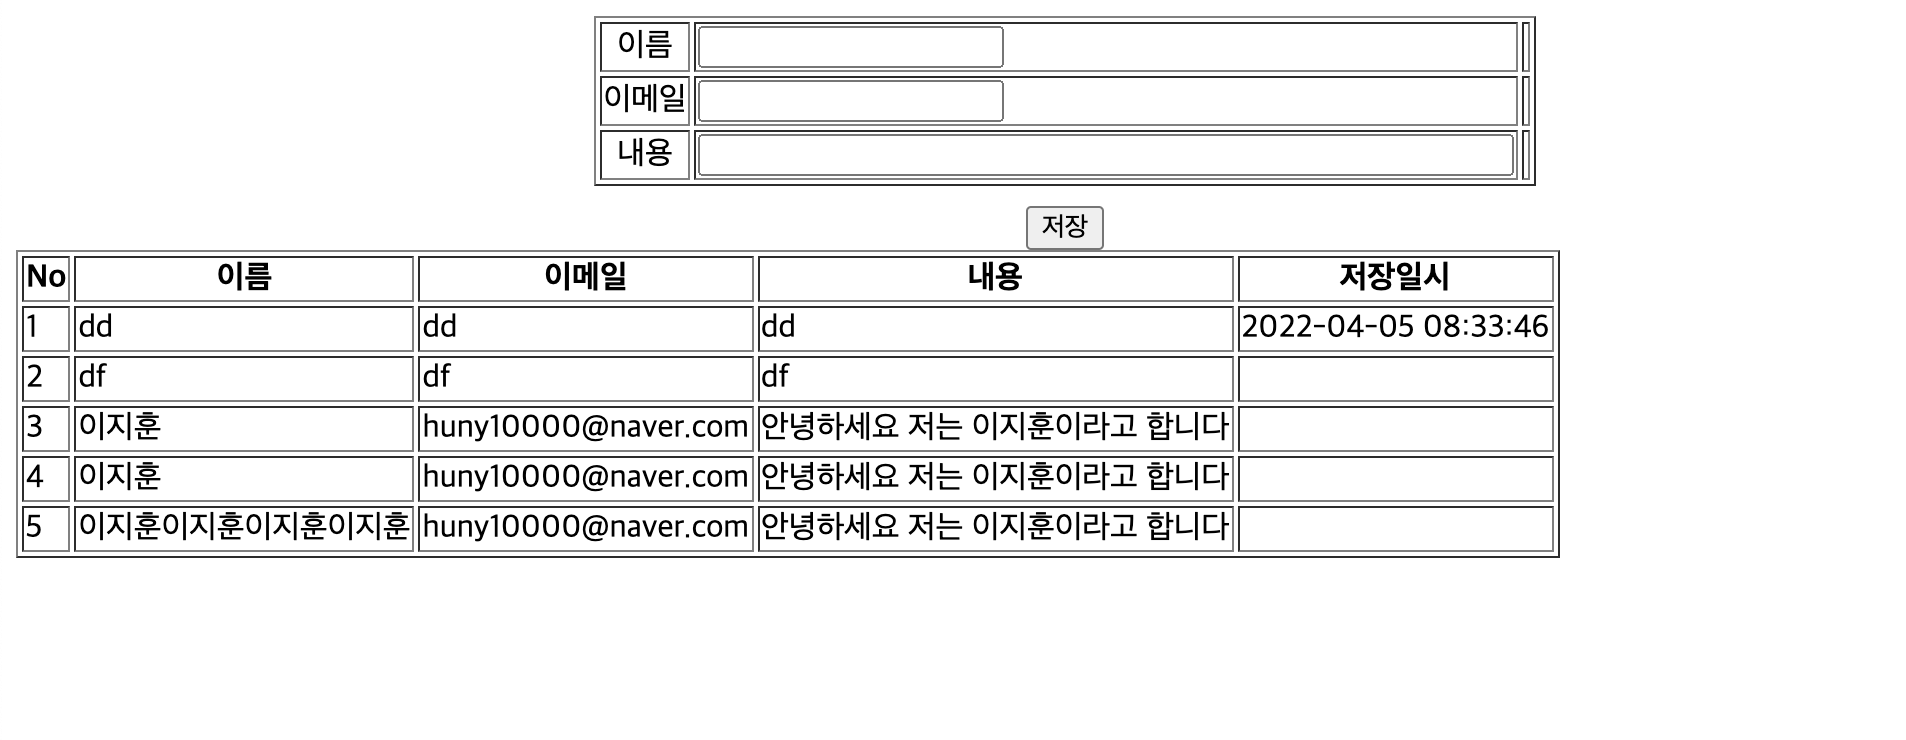 이름
이메일
내용
저장
No 이름 이메일 내용 저장일시
1 dd dd dd 2022-04-05 08:33:46
2 df df df
3 이지훈 huny10000@naver.com 안녕하세요 저는 이지훈이라고 합니다
4 이지훈 huny10000@naver.com 안녕하세요 저는 이지훈이라고 합니다
5 이지훈이지훈이지훈이지훈 huny10000@naver.com 안녕하세요 저는 이지훈이라고 합니다